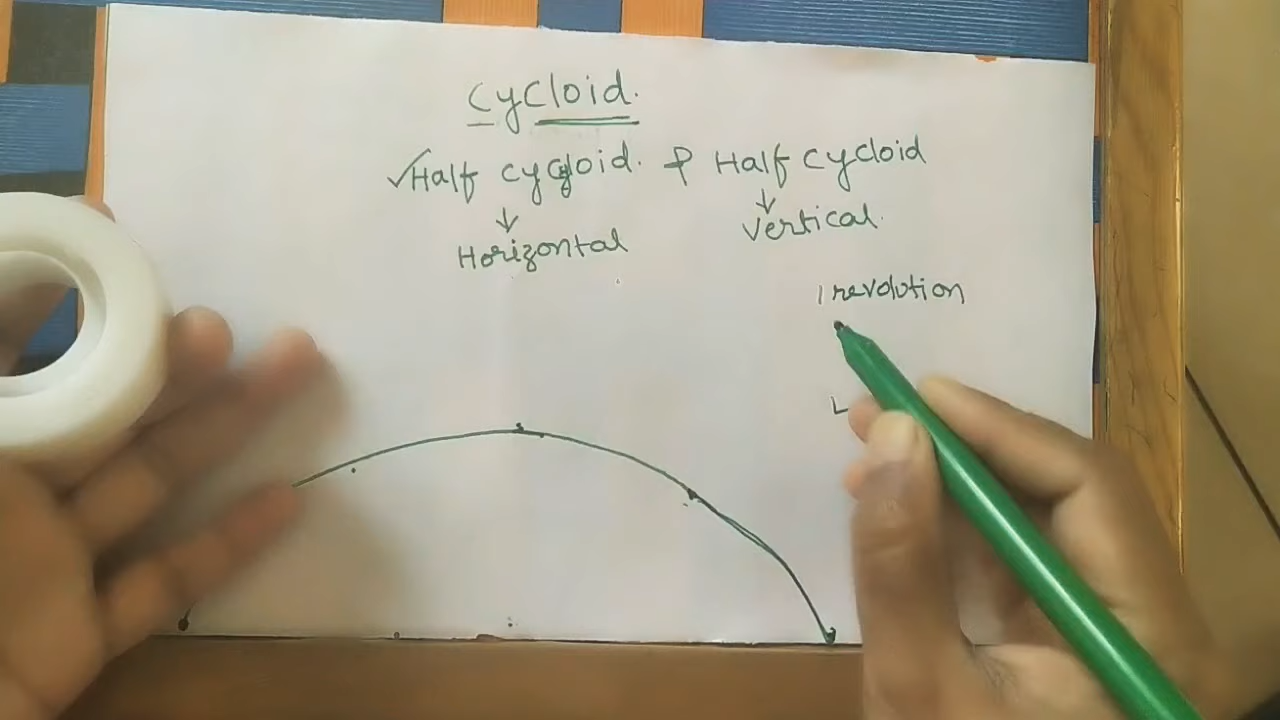 Cycloid.
✓Half cycloid. & Half cycloid
↓ ↓
Horizontal Vertical.
1 revolution